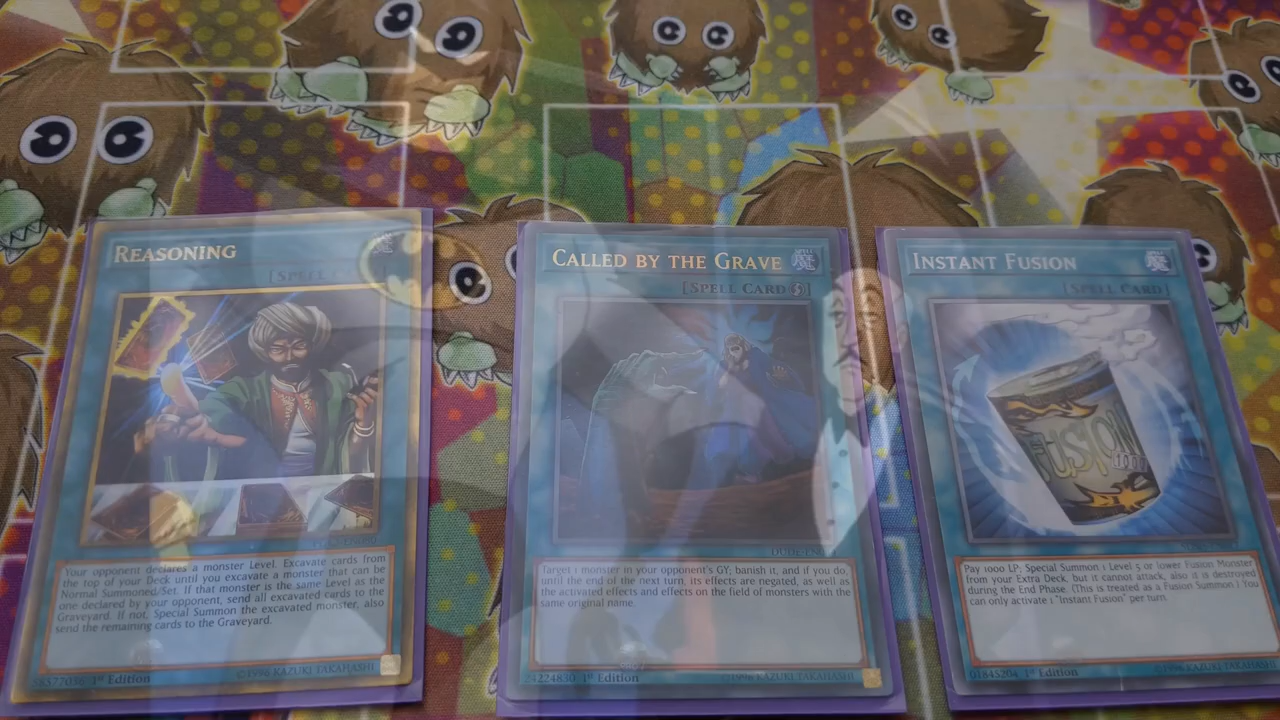 REASONING
[SPELL C
Your opponent declares a monster Level. Excavate cards from
the top of your Deck until you excavate a monster that can be
Normal Summoned/Set. If that monster is the same Level as the
one declared by your opponent, send all excavated cards to the
Graveyard. If not, Special Summon the excavated monster, also
send the remaining cards to the Graveyard.
58577036 1st Edition
©1996 KAZUKI TAKAHASHI
CALLED BY THE GRAVE
[SPELL CARD]
Target 1 monster in your opponent's GY; banish it, and if you do,
until the end of the next turn, its effects are negated, as well as
the activated effects and effects on the field of monsters with the
same original name.
24224830 1st Edition
©1996 KAZUKI TAKAHASHI
INSTANT FUSION
[SPELL CARD]
FUSION
Pay 1000 LP; Special Summon 1 Level 5 or lower Fusion Monster
from your Extra Deck, but it cannot attack, also it is destroyed
during the End Phase. (This is treated as a Fusion Summon.) You
can only activate 1 "Instant Fusion" per turn.
01845204 1st Edition
©1996 KAZUKI TAKAHASHI